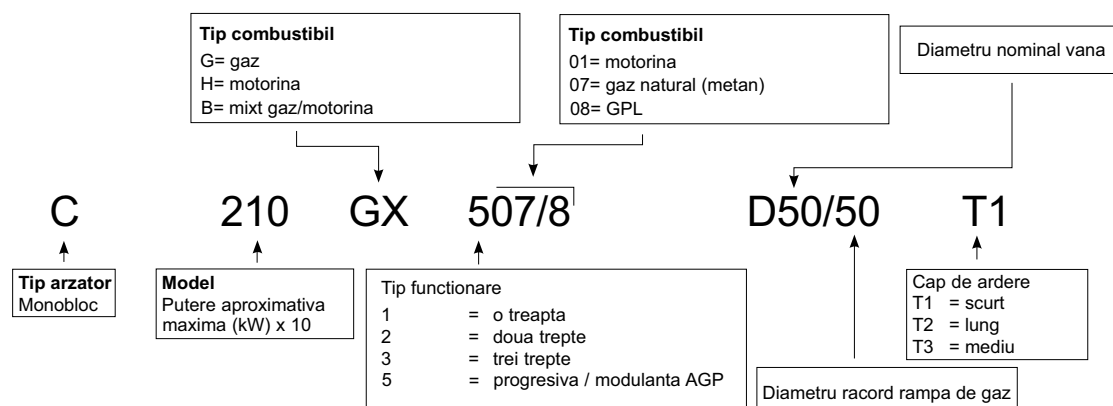 Tip combustibil
G= gaz
H= motorina
B= mixt gaz/motorina
Tip combustibil
01= motorina
07= gaz natural (metan)
08= GPL
Diametru nominal vana
C 210 GX 507/8 D50/50 T1
Tip arzator
Monobloc
Model
Putere aproximativa
maxima (kW) x 10
Tip functionare
1 = o treapta
2 = doua trepte
3 = trei trepte
5 = progresiva / modulanta AGP
Cap de ardere
T1 = scurt
T2 = lung
T3 = mediu
Diametru racord rampa de gaz